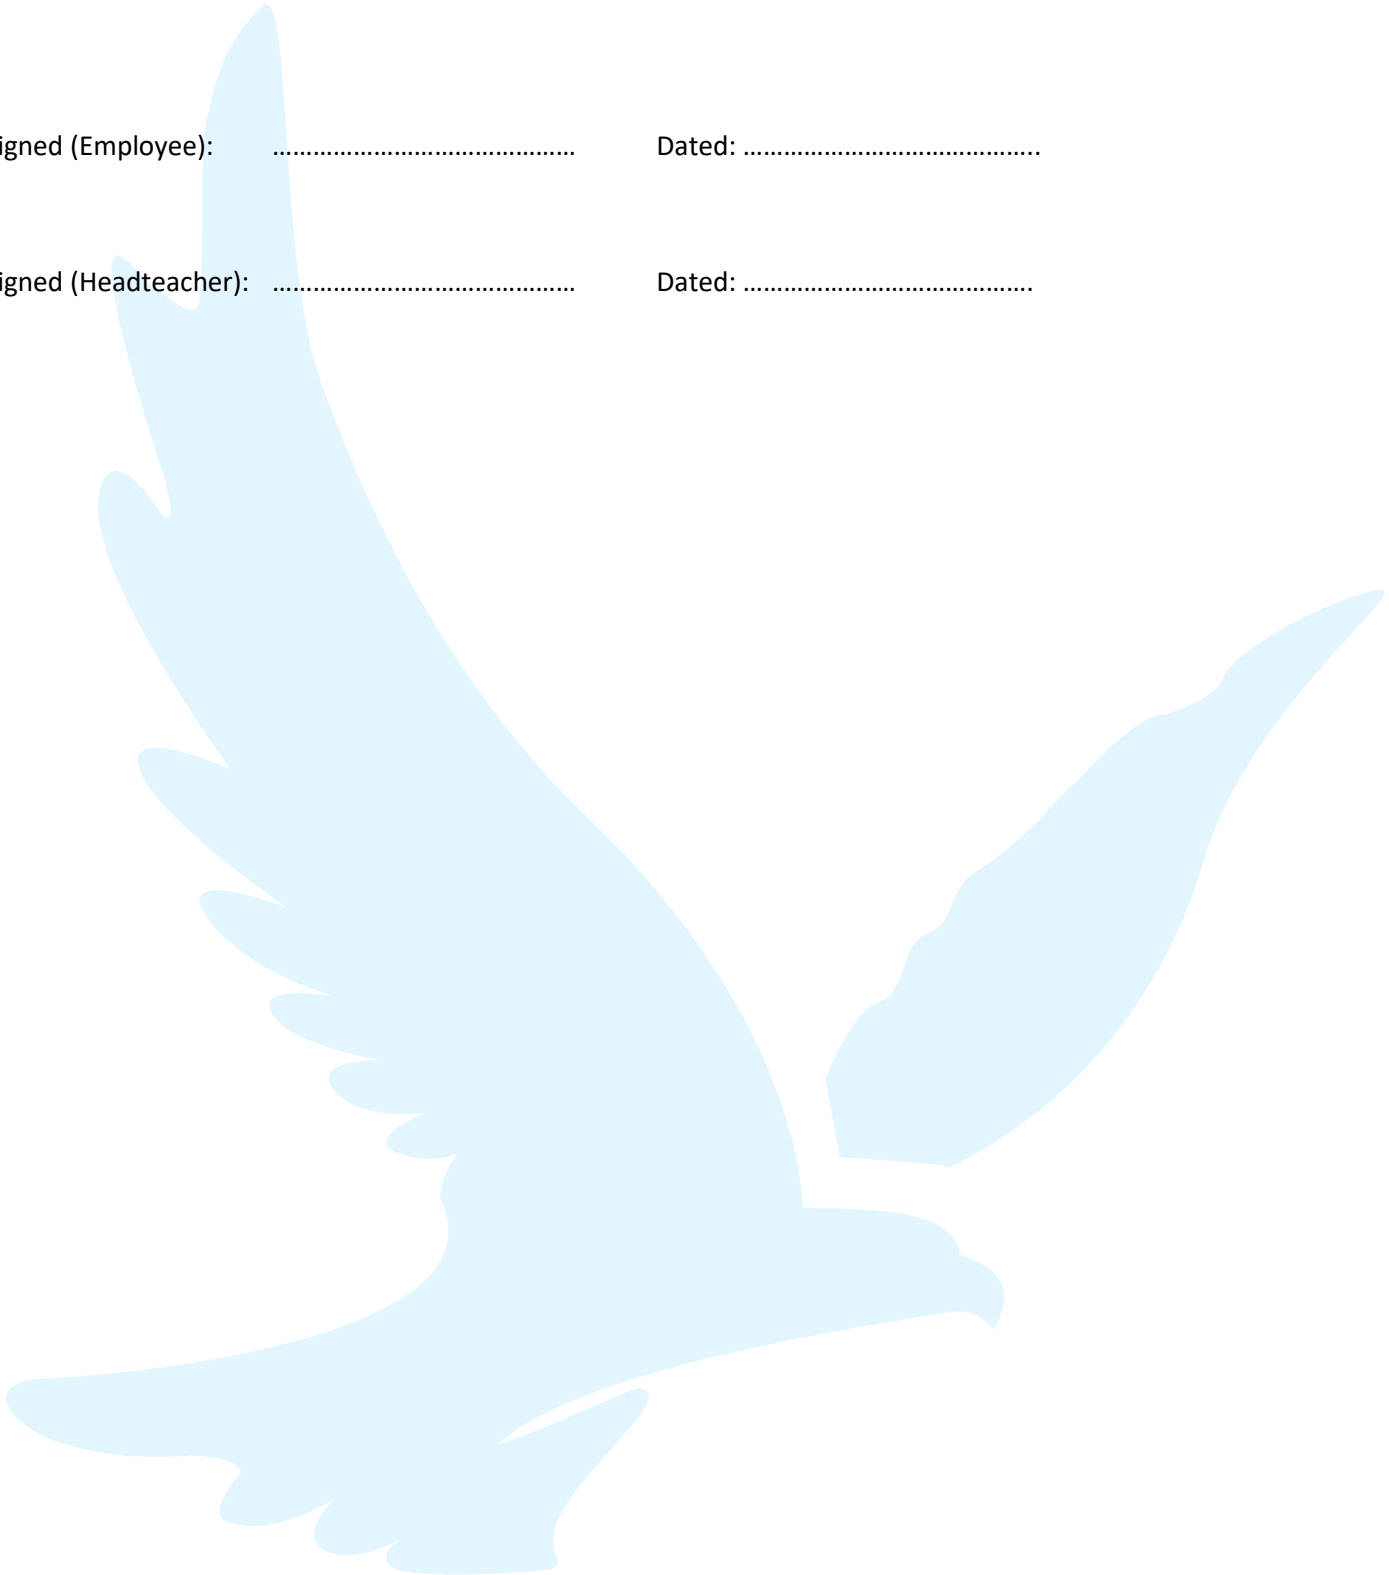 igned (Employee): ………………………………………  Dated: ……………………………………..
igned (Headteacher): ………………………………………  Dated: …………………………………….